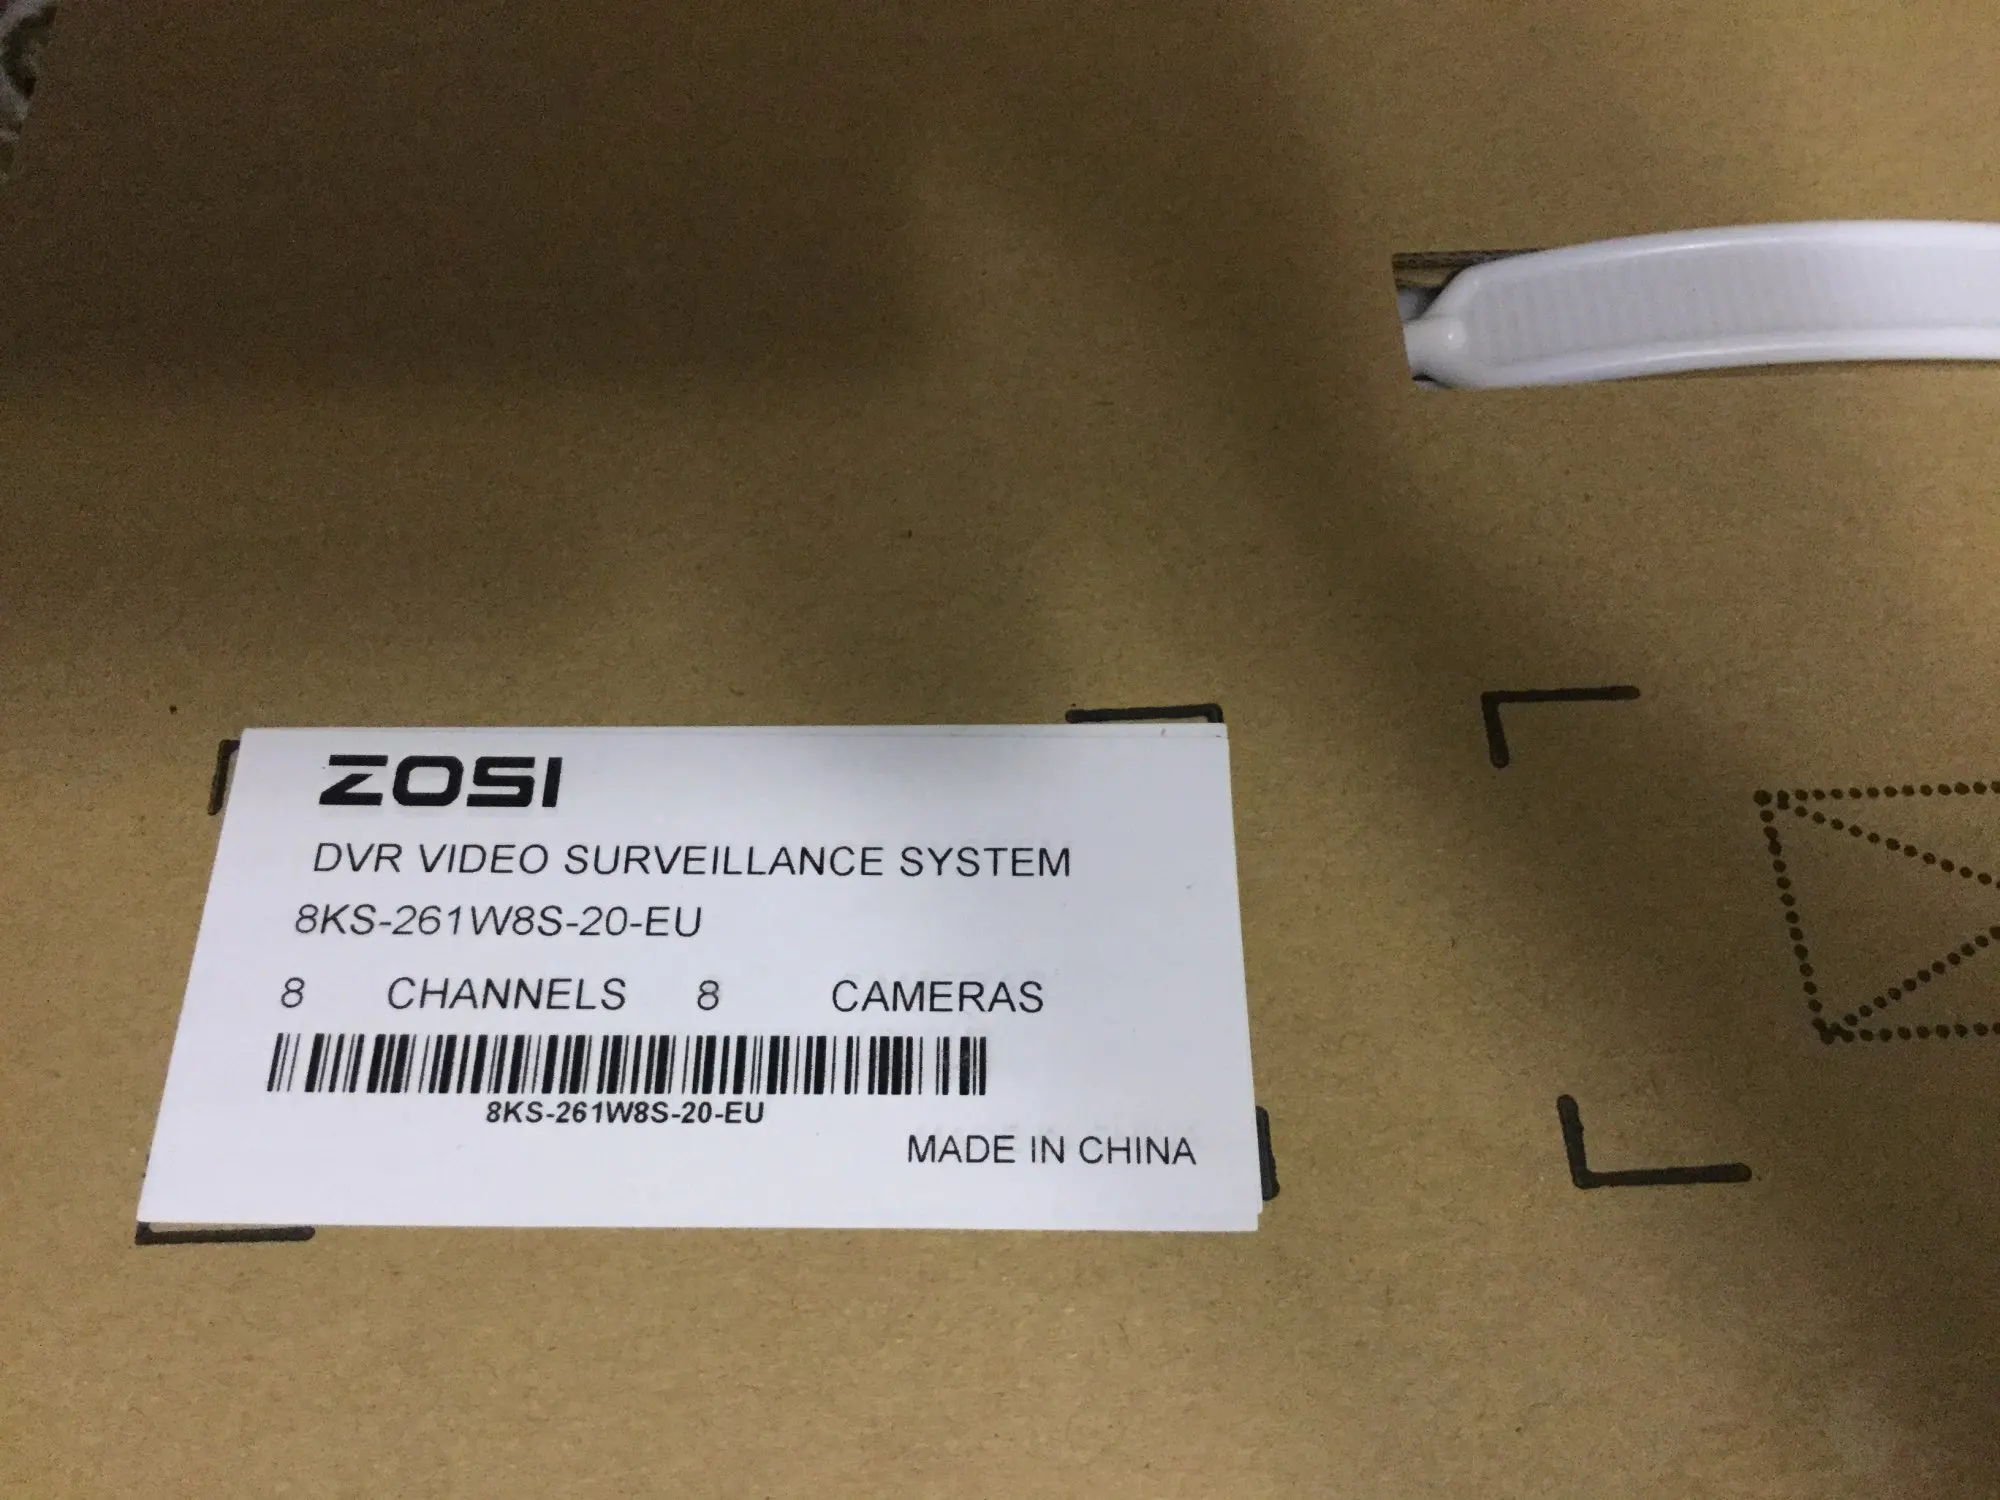 ZOSI
DVR VIDEO SURVEILLANCE SYSTEM
8KS-261W8S-20-EU
8 CHANNELS 8 CAMERAS
8KS-261W8S-20-EU
MADE IN CHINA